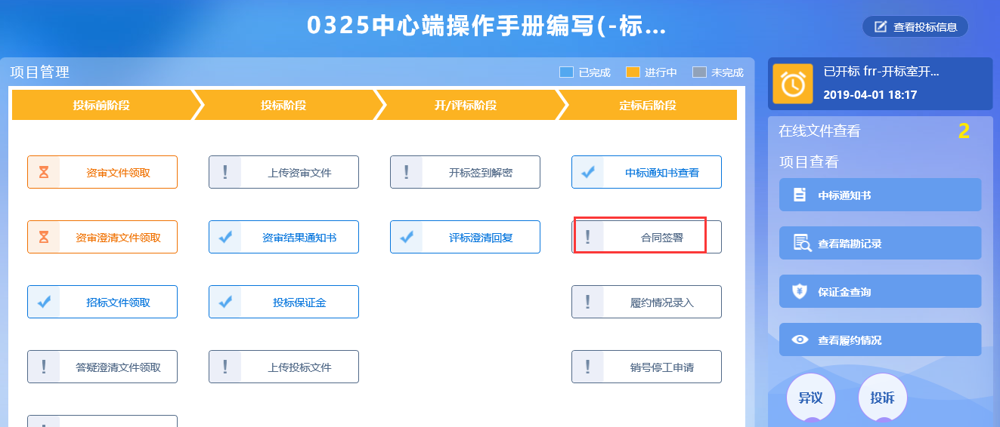 0325中心端操作手册编写(-标...
查看投标信息
项目管理
已完成
进行中
未完成
投标前阶段
投标阶段
开/评标阶段
定标后阶段
资审文件领取
上传资审文件
开标签到解密
中标通知书查看
资审澄清文件领取
资审结果通知书
评标澄清回复
合同签署
招标文件领取
投标保证金
履约情况录入
答疑澄清文件领取
上传投标文件
销号停工申请
已开标 frr-开标室开...
2019-04-01 18:17
在线文件查看
2
项目查看
中标通知书
查看踏勘记录
保证金查询
查看履约情况
异议
投诉